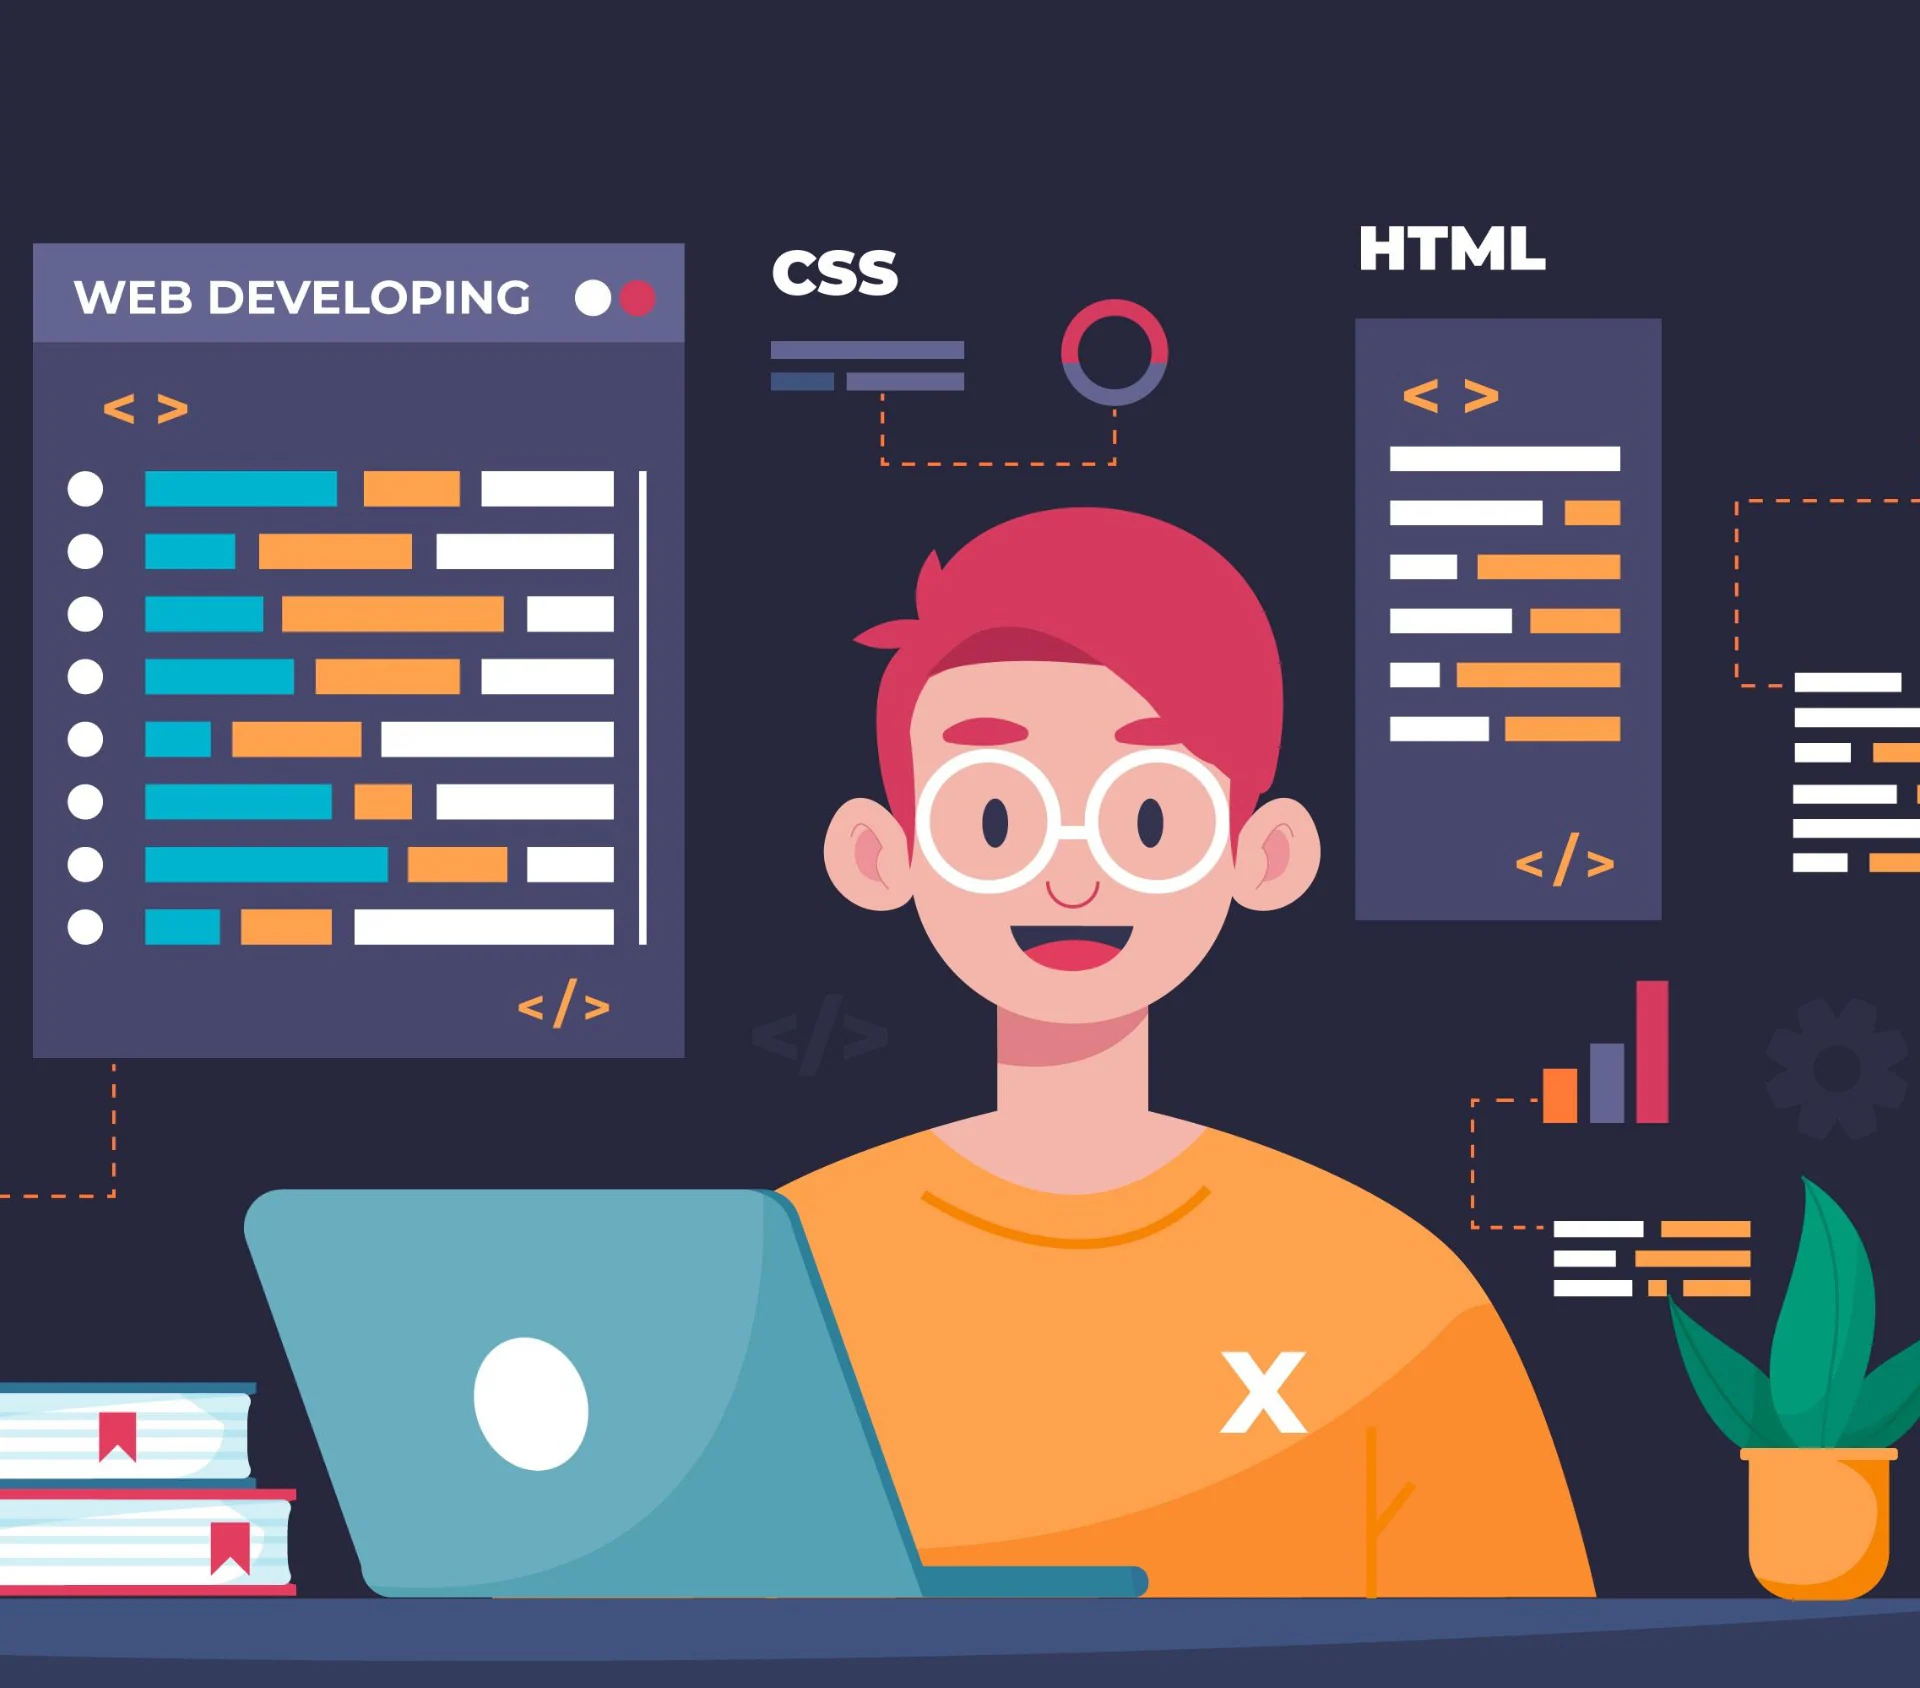 WEB DEVELOPING
< >
</>
CSS
HTML
< >
</>
</>
X